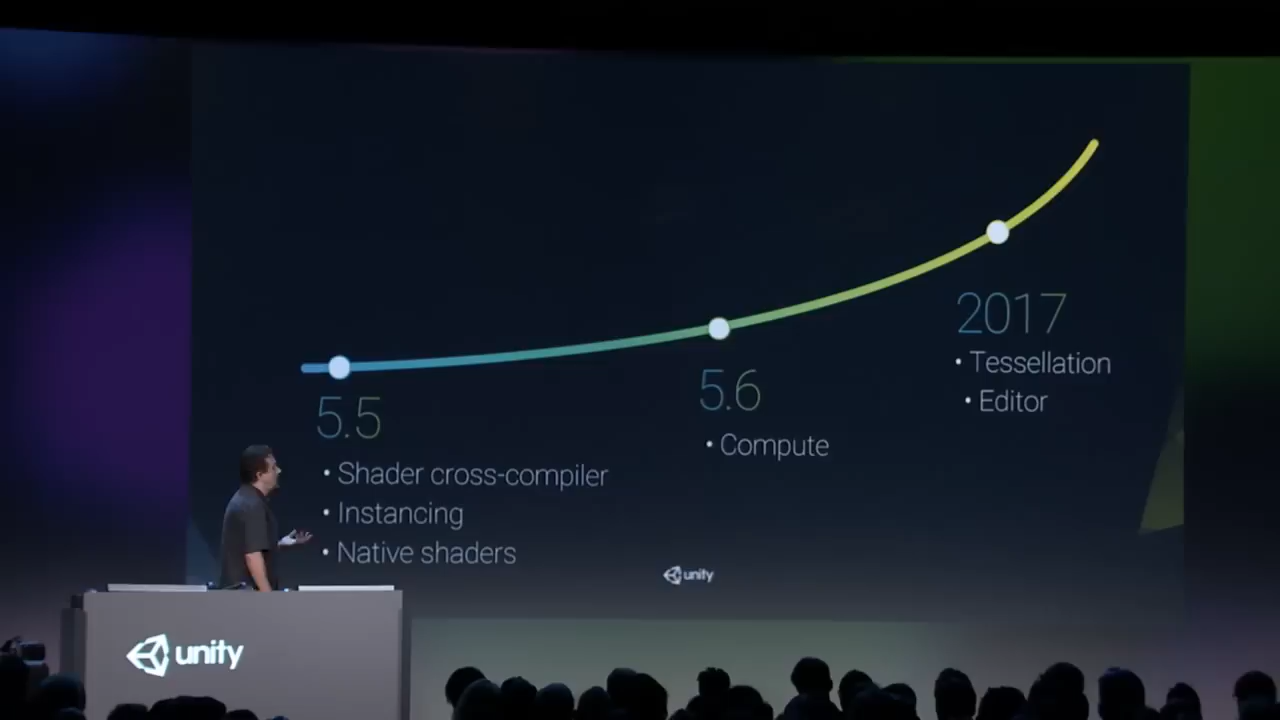 5.5
• Shader cross-compiler
• Instancing
• Native shaders
5.6
• Compute
2017
• Tessellation
• Editor
unity
unity